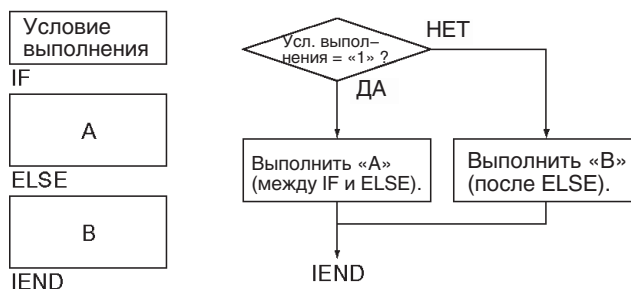 Условие
выполнения
IF
A
ELSE
B
IEND
Усл. выпол–
нения = «1» ?
НЕТ
ДА
Выполнить «A»
(между IF и ELSE).
Выполнить «B»
(после ELSE).
IEND